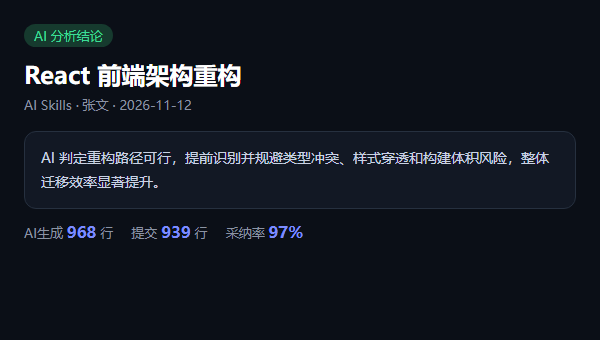 AI 分析结论
React 前端架构重构
AI Skills · 张文 · 2026-11-12
AI 判定重构路径可行，提前识别并规避类型冲突、样式穿透和构建体积风险，整体
迁移效率显著提升。
AI生成 968 行 提交 939 行 采纳率 97%